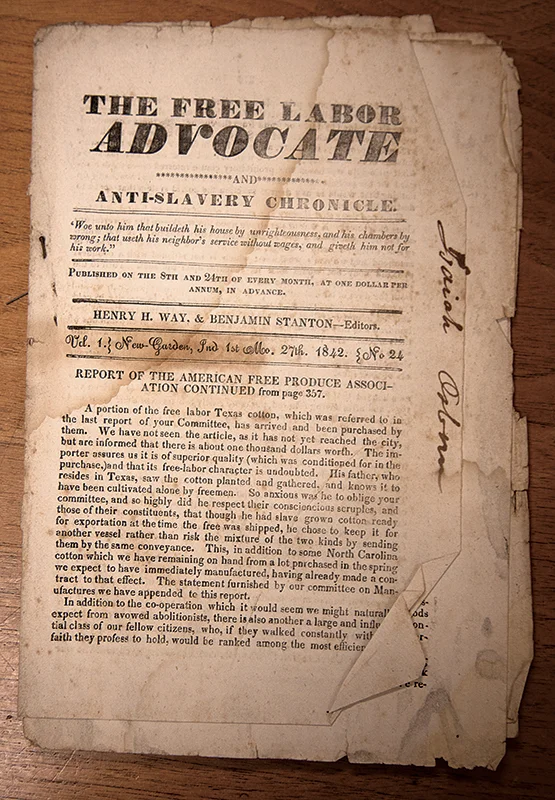 THE FREE LABOR
ADVOCATE
AND
ANTI-SLAVERY CHRONICLE.
'Woe unto him that buildeth his house by unrighteousness, and his chambers by
wrong; that useth his neighbor's service without wages, and giveth him not for
his work."
PUBLISHED ON THE 8TH AND 24TH OF EVERY MONTH, AT ONE DOLLAR PER
ANNUM, IN ADVANCE.
HENRY H. WAY, & BENJAMIN STANTON,—Editors.
Vol. 1.} New-Garden, Ind 1st Mo. 27th. 1842. {No 24
REPORT OF THE AMERICAN FREE PRODUCE ASSOCI-
ATION CONTINUED from page 357.
A portion of the free labor Texas cotton, which was referred to in
the last report of your Committee, has arrived and been purchased by
them. We have not seen the article, as it has not yet reached the city,
but are informed that there is about one thousand dollars worth. The im-
porter assures us it is of superior quality (which was conditioned for in the
purchase,) and that its free-labor character is undoubted. His father, who
resides in Texas, saw the cotton planted and gathered, and knows it to
have been cultivated alone by freemen. So anxious was he to oblige your
committee, and so highly did he respect their conscientious scruples, and
those of their constituents, that though he had slave grown cotton ready
for exportation at the time the free was shipped, he chose to keep it for
another vessel rather than risk the mixture of the two kinds by sending
them by the same conveyance. This, in addition to some North Carolina
cotton which we have remaining on hand from a lot purchased in the spring
we expect to have immediately manufactured, having already made a con-
tract to that effect. The statement furnished by our committee on Man-
ufactures we have appended to this report.
In addition to the co-operation which it would seem we might natural
expect from avowed abolitionists, there is also another a large and influ
tial class of our fellow citizens, who, if they walked constantly wit
faith they profess to hold, would be ranked among the most efficien
Isaiah Osborn